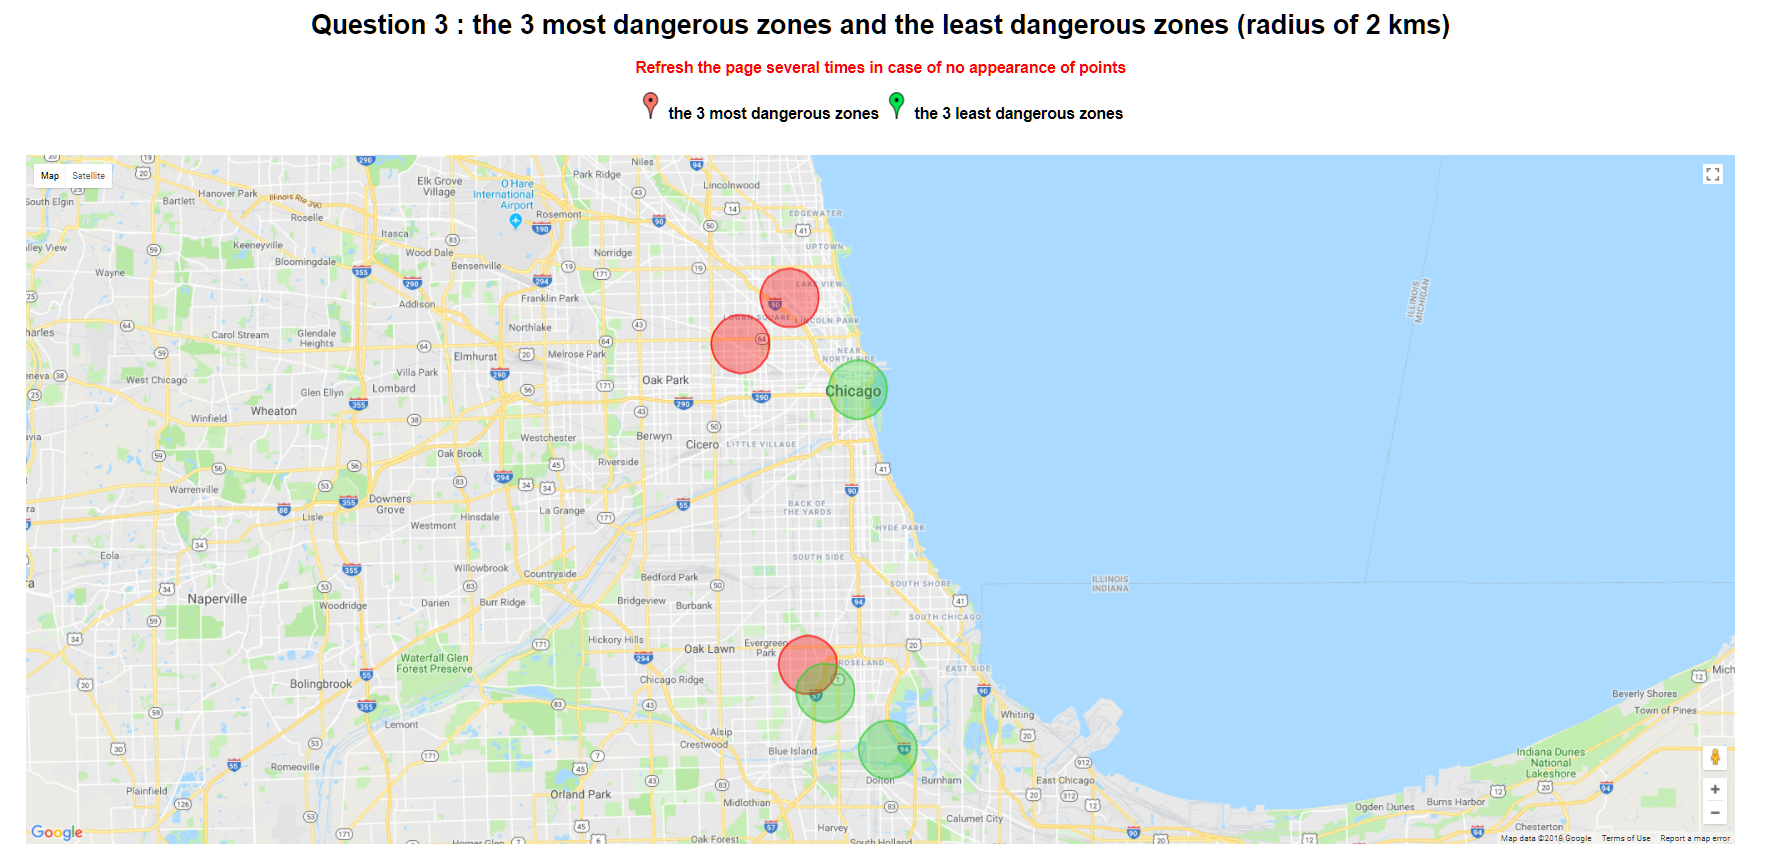 Question 3 : the 3 most dangerous zones and the least dangerous zones (radius of 2 kms)
Refresh the page several times in case of no appearance of points
the 3 most dangerous zones the 3 least dangerous zones
Map Satellite
Niles
Park Ridge
Lincolnwood
Elk Grove
Village
O'Hare
International
Airport
Rosemont
Hanover Park
Bartlett
South Elgin
Illinois Rte 390
Roselle
EDGEWATER
UPTOWN
Itasca
Keeneyville
Wood Dale
Bensenville
Norridge
Bloomingdale
Wayne
Addison
Franklin Park
LAKE VIEW
LOGAN SQUARE
LINCOLN PARK
Northlake
Carol Stream
Glendale
Heights
Elmhurst
Melrose Park
NEAR
NORTH SIDE
Villa Park
Oak Park
West Chicago
Glen Ellyn
Lombard
Chicago
Wheaton
Winfield
Westchester
Berwyn
Cicero
LITTLE VILLAGE
Oak Brook
Riverside
Warrenville
Downers
Grove
Lisle
Hinsdale
La Grange
Westmont
BACK OF
THE YARDS
HYDE PARK
Eola
SOUTH SIDE
Willowbrook
Countryside
Bedford Park
SOUTH SHORE
ILLINOIS
INDIANA
ILLINOIS
MICHIGAN
Naperville
Woodridge
Darien
Burr Ridge
Bridgeview
Burbank
SOUTH CHICAGO
Hickory Hills
Oak Lawn
Evergreen
Park
ROSELAND
EAST SIDE
Waterfall Glen
Forest Preserve
Bolingbrook
Chicago Ridge
Lemont
Alsip
Crestwood
Blue Island
Whiting
Beverly Shores
Town of Pines
Mich
Romeoville
Dolton
Burnham
East Chicago
Indiana Dunes
National
Lakeshore
Plainfield
Orland Park
Midlothian
Harvey
Calumet City
Ogden Dunes
Burns Harbor
Chesterton
Homer Glen
Oak Forest
South Holland
Google
Map data ©2018 Google Terms of Use Report a map error